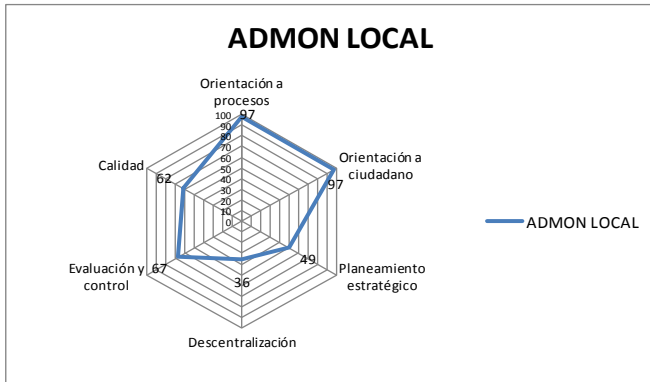 ADMON LOCAL
Orientación a
procesos
97
100
90
80
70
60
50
40
30
20
10
0
Orientación a
ciudadano
97
Planeamiento
estratégico
49
Descentralización
36
Evaluación y
control
67
Calidad
62
ADMON LOCAL